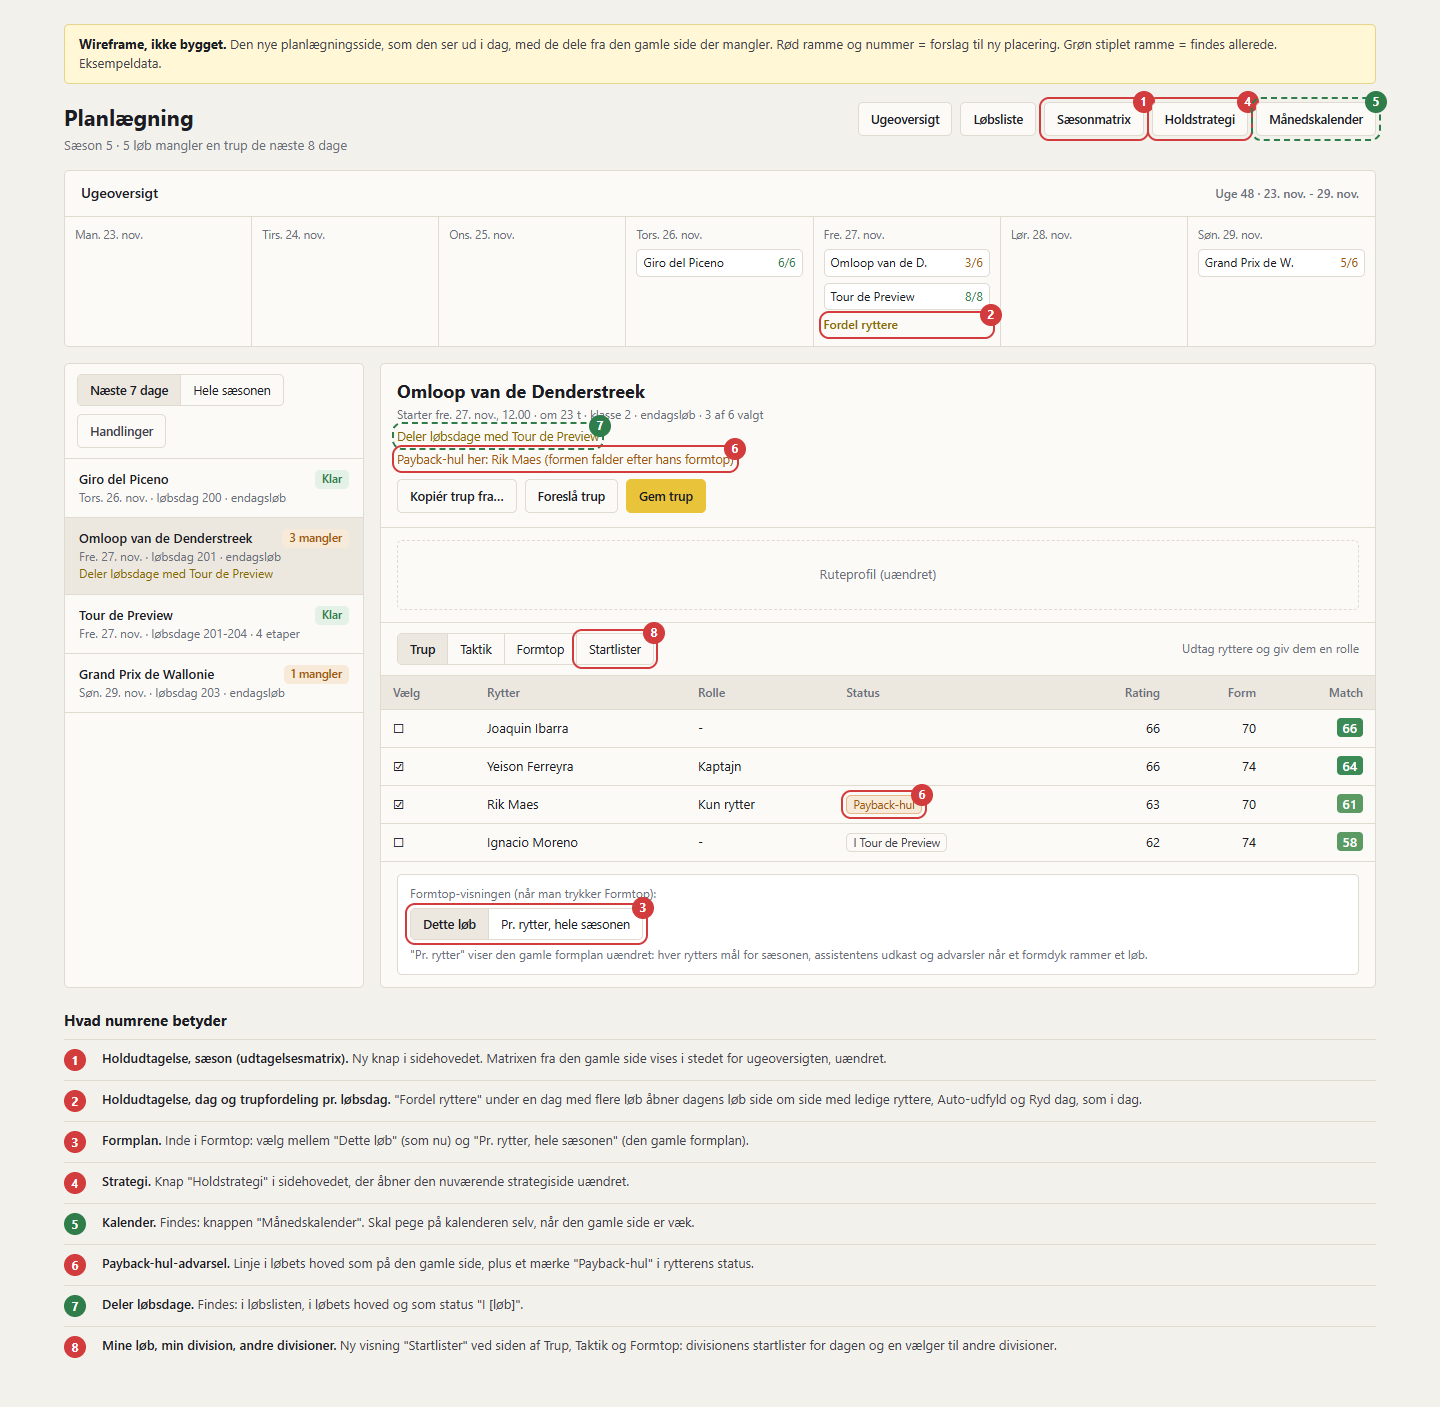 Wireframe, ikke bygget. Den nye planlægningsside, som den ser ud i dag, med de dele fra den gamle side der mangler. Rød ramme og nummer = forslag til ny placering. Grøn stiplet ramme = findes allerede.
Eksempeldata.
Planlægning
Sæson 5 · 5 løb mangler en trup de næste 8 dage
Ugeoversigt
Løbsliste
Sæsonmatrix
1
Holdstrategi
4
Månedskalender
5
Ugeoversigt
Uge 48 · 23. nov. - 29. nov.
Man. 23. nov.
Tirs. 24. nov.
Ons. 25. nov.
Tors. 26. nov.
Giro del Piceno 6/6
Fre. 27. nov.
Omloop van de D. 3/6
Tour de Preview 8/8
Fordel ryttere
2
Lør. 28. nov.
Søn. 29. nov.
Grand Prix de W. 5/6
Næste 7 dage
Hele sæsonen
Handlinger
Giro del Piceno
Klar
Tors. 26. nov. · løbsdag 200 · endagsløb
Omloop van de Denderstreek
3 mangler
Fre. 27. nov. · løbsdag 201 · endagsløb
Deler løbsdage med Tour de Preview
Tour de Preview
Klar
Fre. 27. nov. · løbsdage 201-204 · 4 etaper
Grand Prix de Wallonie
1 mangler
Søn. 29. nov. · løbsdag 203 · endagsløb
Omloop van de Denderstreek
Starter fre. 27. nov., 12.00 · om 23 t · klasse 2 · endagsløb · 3 af 6 valgt
Deler løbsdage med Tour de Preview
7
Payback-hul her: Rik Maes (formen falder efter hans formtop)
6
Kopiér trup fra...
Foreslå trup
Gem trup
Ruteprofil (uændret)
Trup
Taktik
Formtop
Startlister
8
Udtag ryttere og giv dem en rolle
Vælg Rytter Rolle Status Rating Form Match
☐ Joaquin Ibarra - 66 70 66
☑ Yeison Ferreyra Kaptajn 66 74 64
☑ Rik Maes Kun rytter Payback-hul 6 63 70 61
☐ Ignacio Moreno - I Tour de Preview 62 74 58
Formtop-visningen (når man trykker Formtop):
Dette løb
Pr. rytter, hele sæsonen
3
"Pr. rytter" viser den gamle formplan uændret: hver rytters mål for sæsonen, assistentens udkast og advarsler når et formdyk rammer et løb.
Hvad numrene betyder
1 Holdudtagelse, sæson (udtagelsesmatrix). Ny knap i sidehovedet. Matrixen fra den gamle side vises i stedet for ugeoversigten, uændret.
2 Holdudtagelse, dag og trupfordeling pr. løbsdag. "Fordel ryttere" under en dag med flere løb åbner dagens løb side om side med ledige ryttere, Auto-udfyld og Ryd dag, som i dag.
3 Formplan. Inde i Formtop: vælg mellem "Dette løb" (som nu) og "Pr. rytter, hele sæsonen" (den gamle formplan).
4 Strategi. Knap "Holdstrategi" i sidehovedet, der åbner den nuværende strategiside uændret.
5 Kalender. Findes: knappen "Månedskalender". Skal pege på kalenderen selv, når den gamle side er væk.
6 Payback-hul-advarsel. Linje i løbets hoved som på den gamle side, plus et mærke "Payback-hul" i rytterens status.
7 Deler løbsdage. Findes: i løbslisten, i løbets hoved og som status "I [løb]".
8 Mine løb, min division, andre divisioner. Ny visning "Startlister" ved siden af Trup, Taktik og Formtop: divisionens startlister for dagen og en vælger til andre divisioner.